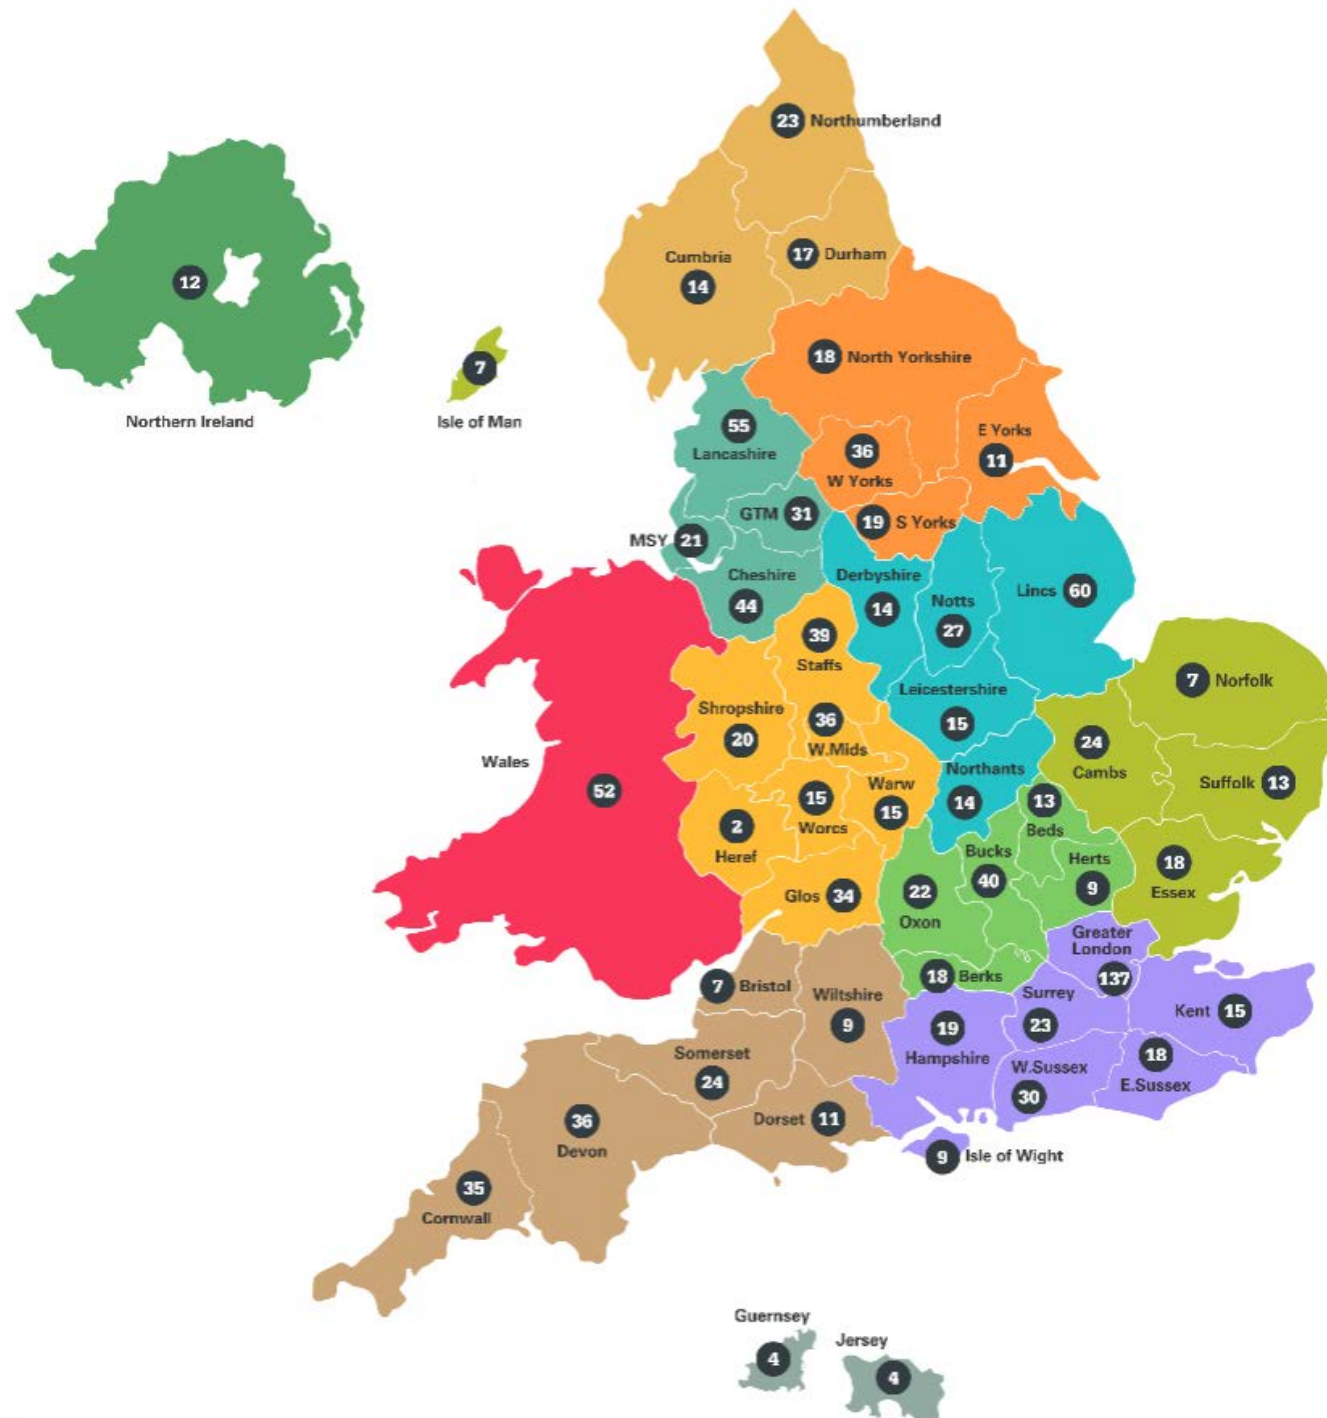 23 Northumberland
Cumbria
14
17 Durham
12
Northern Ireland
7
Isle of Man
18 North Yorkshire
55
Lancashire
36
W Yorks
E Yorks
11
GTM 31
19 S Yorks
MSY 21
Cheshire
44
Derbyshire
14
Notts
27
Lincs 60
39
Staffs
7 Norfolk
Shropshire
20
36
W.Mids
Leicestershire
15
24
Cambs
Wales
52
Northants
14
Suffolk 13
2
Heref
15
Worcs
Warw
15
13
Beds
Bucks
40
Herts
9
18
Essex
Glos 34
22
Oxon
Greater
London
137
7 Bristol
Wiltshire
9
18 Berks
Surrey
23
Kent 15
19
Hampshire
Somerset
24
W.Sussex
30
18
E.Sussex
36
Devon
Dorset 11
9 Isle of Wight
35
Cornwall
Guernsey
4
Jersey
4